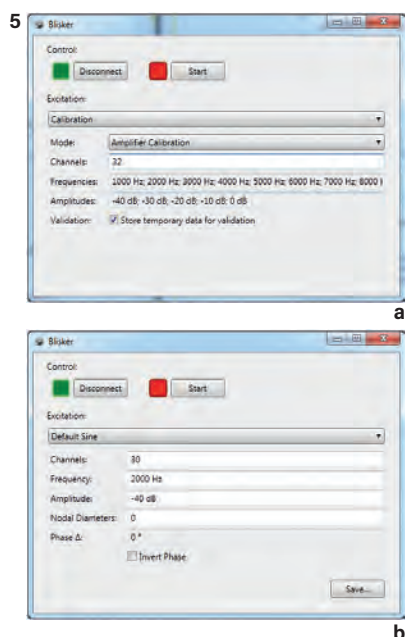 5
Blisker
Control:
Disconnect Start
Excitation:
Calibration
Mode: Amplifier Calibration
Channels: 32
Frequencies: 1000 Hz; 2000 Hz; 3000 Hz; 4000 Hz; 5000 Hz; 6000 Hz; 7000 Hz; 8000 H
Amplitudes: -40 dB; -30 dB; -20 dB; -10 dB; 0 dB
Validation: Store temporary data for validation
a
Blisker
Control:
Disconnect Start
Excitation:
Default Sine
Channels: 30
Frequency: 2000 Hz
Amplitude: -40 dB
Nodal Diameters: 0
Phase Δ: 0 °
Invert Phase
Save...
b